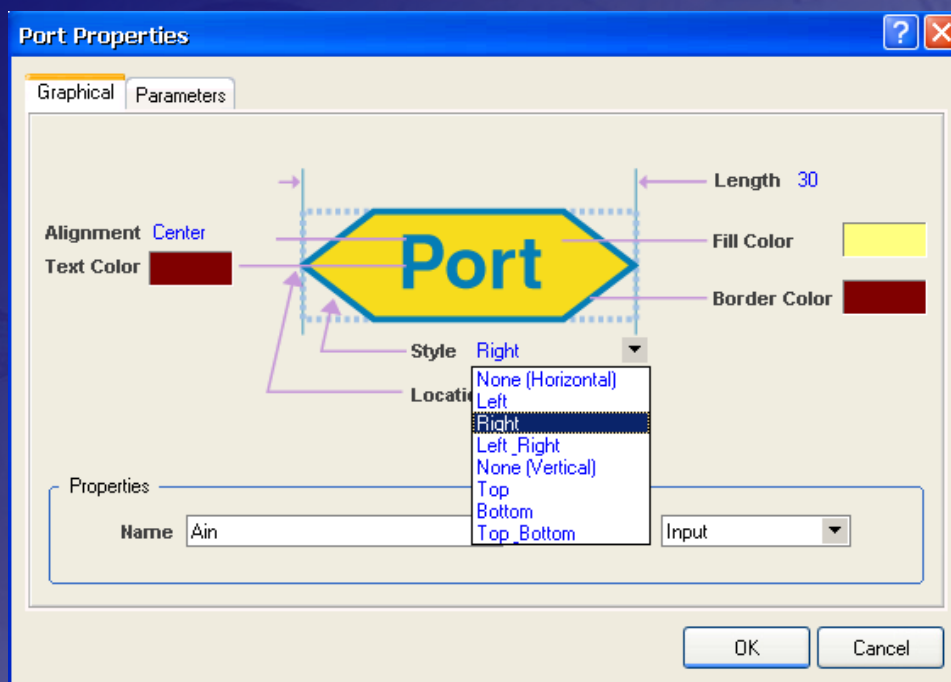 Port Properties
?
Graphical Parameters
Length 30
Alignment Center
Fill Color
Text Color
Port
Border Color
Style Right
None (Horizontal)
Locatio
Left
Right
Left_Right
None (Vertical)
Top
Bottom
Top_Bottom
Properties
Name Ain
Input
OK Cancel